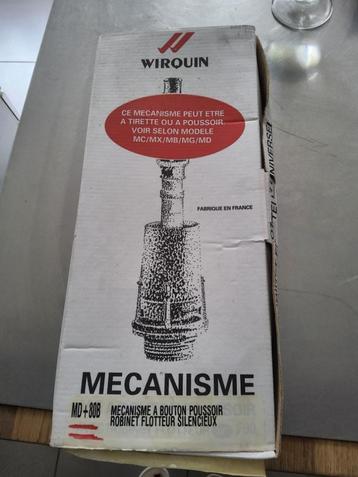 WIRQUIN
CE MECANISME PEUT ETRE
A TIRETTE OU A POUSSOIR
VOIR SELON MODELE
MC/MX/MB/MG/MD
FABRIQUE EN FRANCE
MECANISME
MD+80B
MECANISME A BOUTON POUSSOIR
ROBINET FLOTTEUR SILENCIEUX